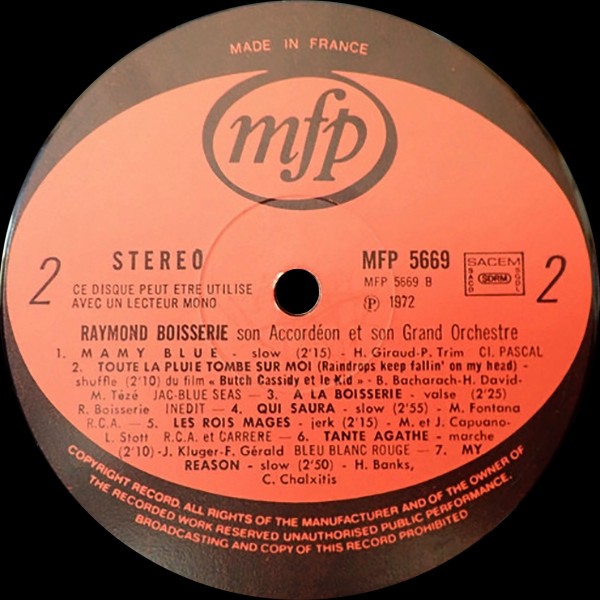 MADE IN FRANCE
mfp
STEREO
MFP 5669
SACEM
SACD
SDRM
SGDL
2
CE DISQUE PEUT ETRE UTILISE
MFP 5669 B
2
AVEC UN LECTEUR MONO
Ⓟ 1972
RAYMOND BOISSERIE son Accordéon et son Grand Orchestre
1. MAMY BLUE - slow (2'15) - H. Giraud-P. Trim Cl. PASCAL
2. TOUTE LA PLUIE TOMBE SUR MOI (Raindrops keep fallin' on my head) -
shuffle (2'10) du film « Butch Cassidy et le Kid » - B. Bacharach-H. David-
M. Tézé JAC-BLUE SEAS — 3. A LA BOISSERIE - valse (2'25)
R. Boisserie INEDIT — 4. QUI SAURA - slow (2'55) - M. Fontana
R.C.A. — 5. LES ROIS MAGES - jerk (2'15) - M. et J. Capuano-
L. Stott R.C.A. et CARRERE — 6. TANTE AGATHE - marche
(2'10)-J. Kluger-F. Gérald BLEU BLANC ROUGE — 7. MY
REASON - slow (2'50) - H. Banks,
C. Chalxitis
COPYRIGHT RECORD. ALL RIGHTS OF THE MANUFACTURER AND OF THE OWNER OF
THE RECORDED WORK RESERVED UNAUTHORISED PUBLIC PERFORMANCE.
BROADCASTING AND COPY OF THIS RECORD PROHIBITED